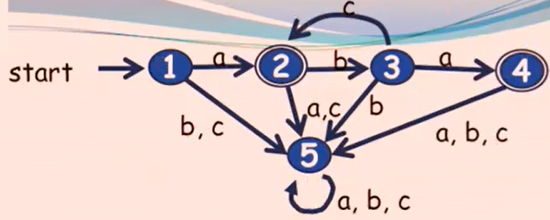 c
start 1 a 2 b 3 a 4
b, c a,c b a, b, c
5
a, b, c